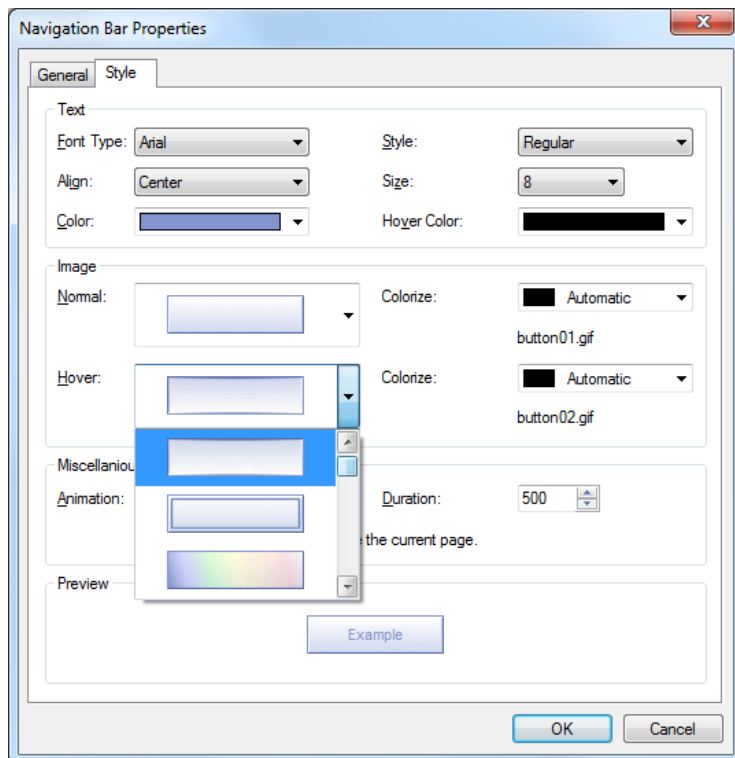 Navigation Bar Properties
General Style
Text
Font Type: Arial Style: Regular
Align: Center Size: 8
Color: Hover Color:
Image
Normal: Colorize: Automatic
button01.gif
Hover: Colorize: Automatic
button02.gif
Miscellaniou
Animation: Duration: 500
the current page.
Preview
Example
OK Cancel